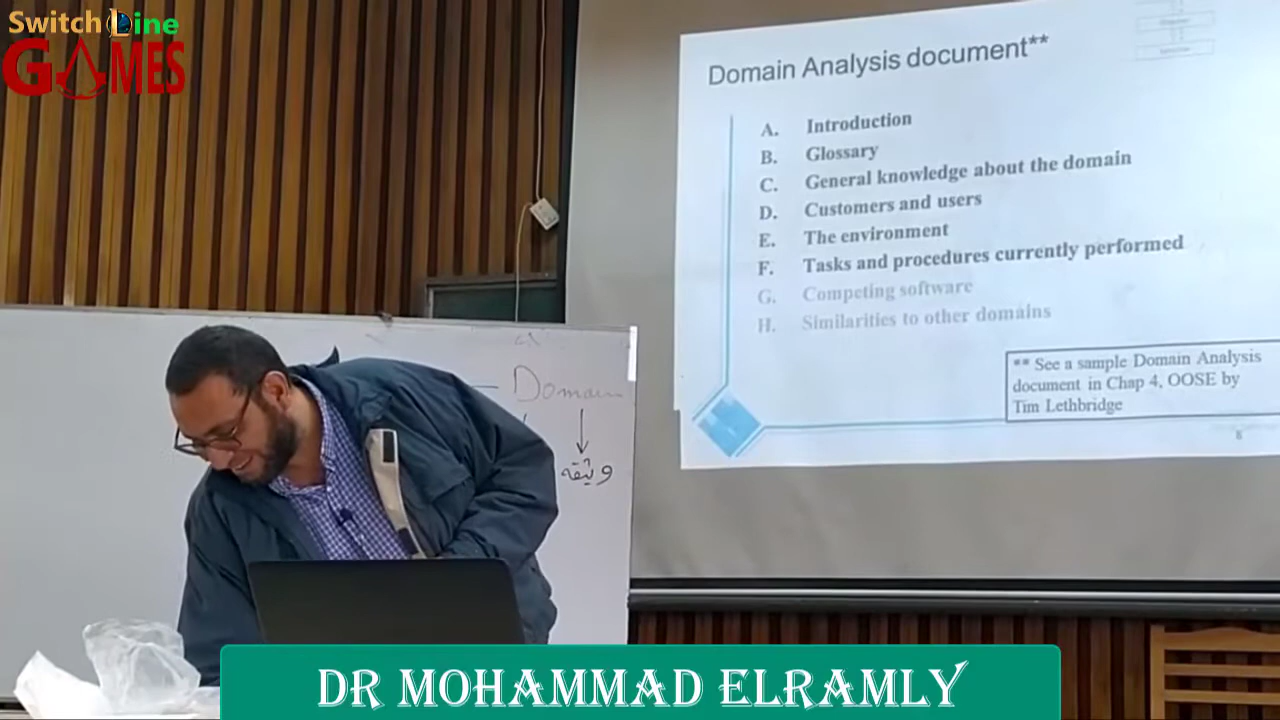 Switch Line
GAMES
Domain Analysis document**
A. Introduction
B. Glossary
C. General knowledge about the domain
D. Customers and users
E. The environment
F. Tasks and procedures currently performed
G. Competing software
H. Similarities to other domains
** See a sample Domain Analysis
document in Chap 4, OOSE by
Tim Lethbridge
8
Domain
وثيقه
DR MOHAMMAD ELRAMLY